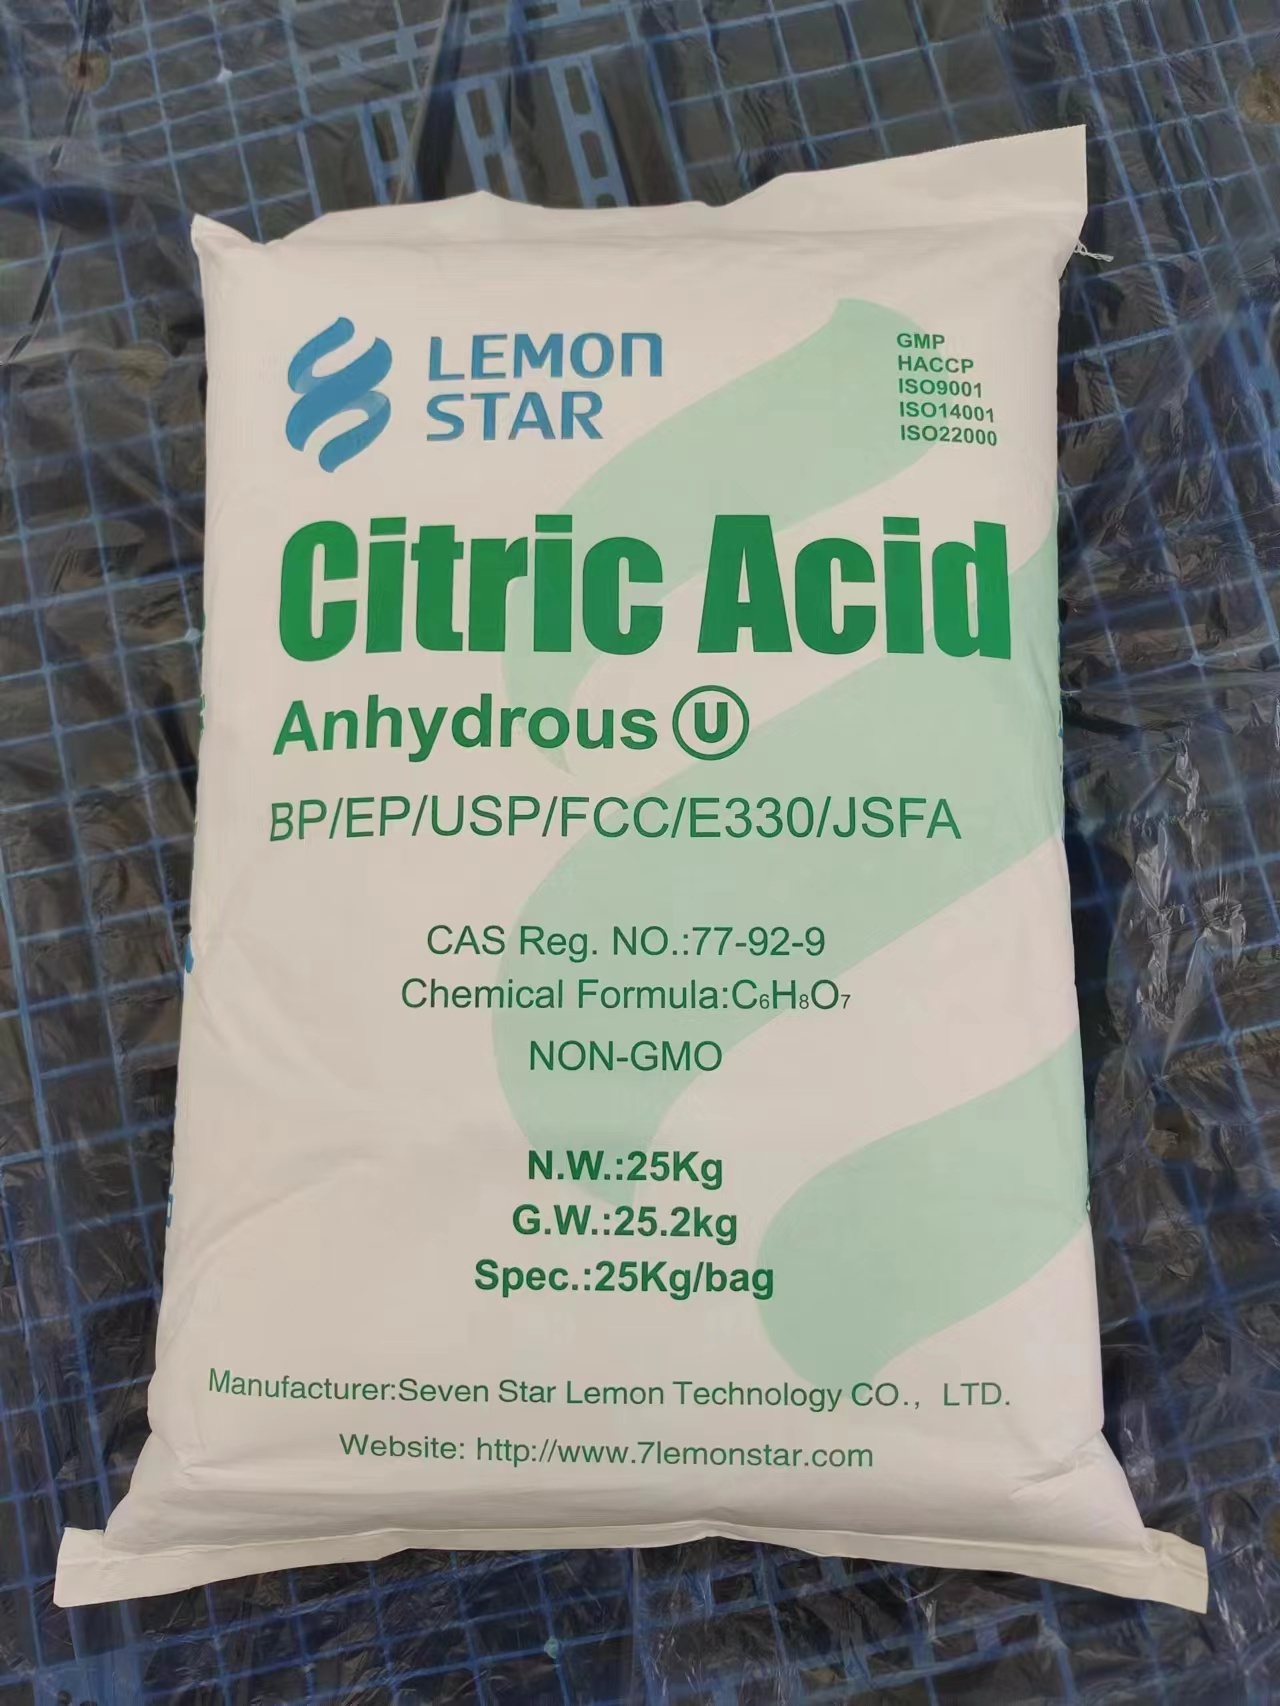 LEMON
STAR
GMP
HACCP
ISO9001
ISO14001
ISO22000
Citric Acid
Anhydrous U
BP/EP/USP/FCC/E330/JSFA
CAS Reg. NO.:77-92-9
Chemical Formula:C₆H₈O₇
NON-GMO
N.W.:25Kg
G.W.:25.2kg
Spec.:25Kg/bag
Manufacturer:Seven Star Lemon Technology CO., LTD.
Website: http://www.7lemonstar.com